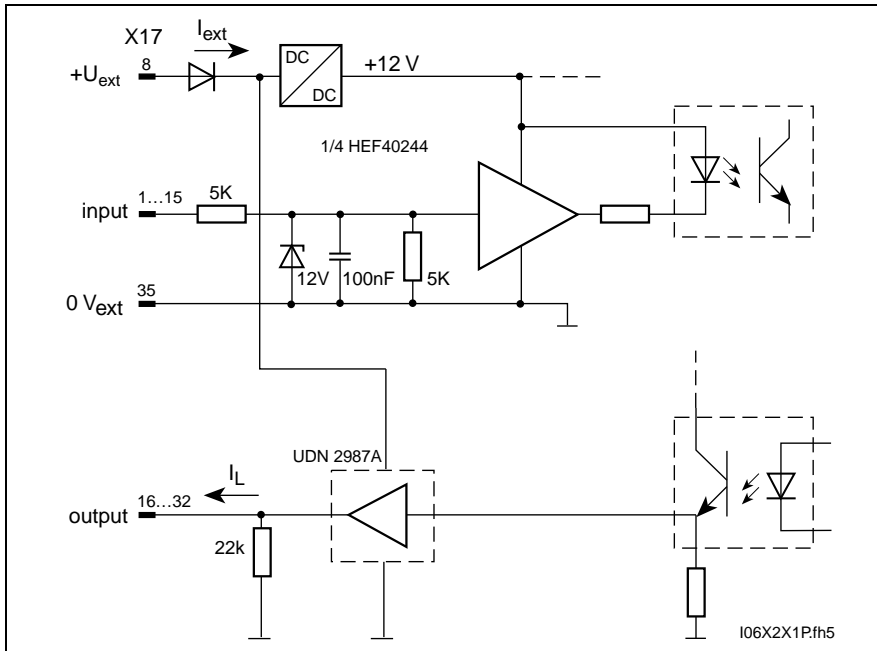 X17
I_ext
+U_ext
8
DC
DC
+12 V
1/4 HEF40244
input
1...15
5K
12V
100nF
5K
0 V_ext
35
UDN 2987A
I_L
output
16...32
22k
I06X2X1P.fh5